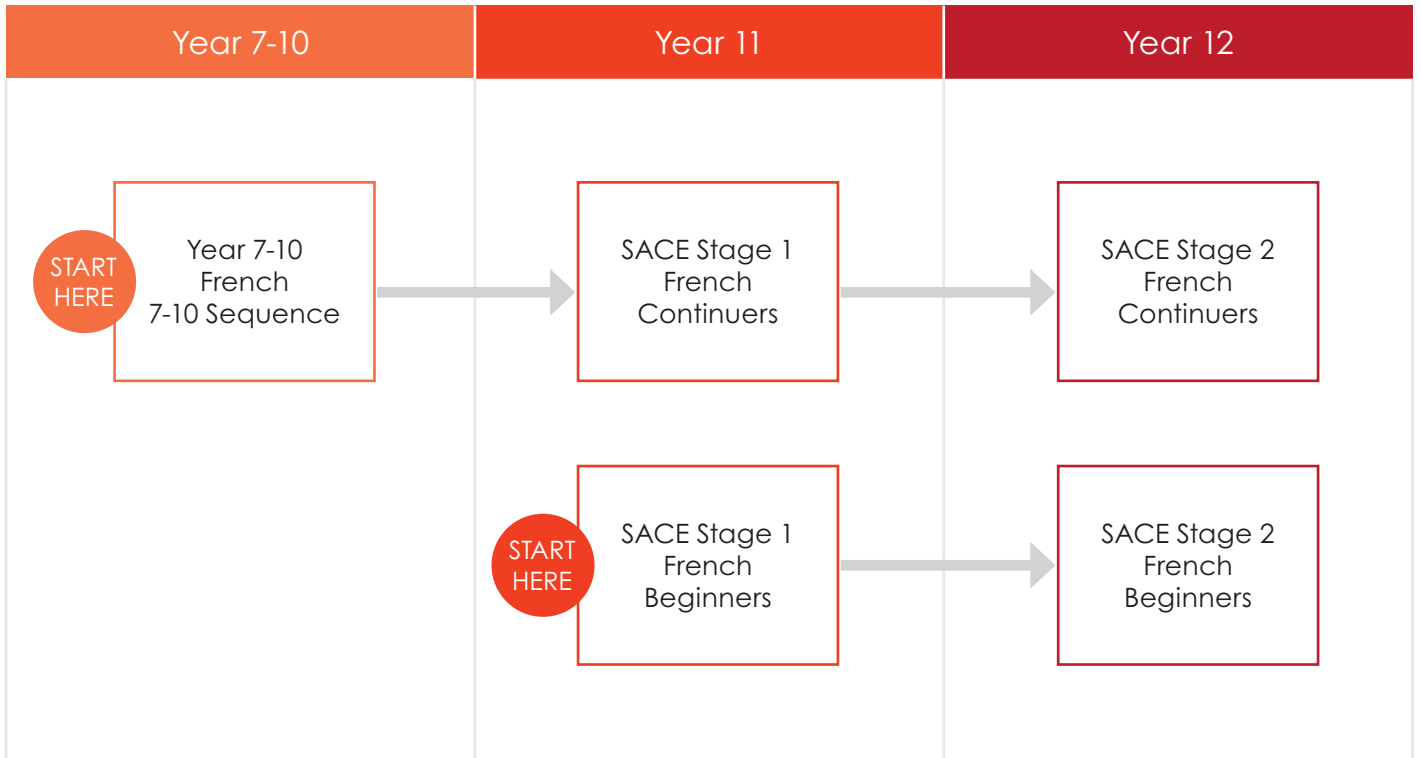 Year 7-10
Year 11
Year 12
START
HERE
Year 7-10
French
7-10 Sequence
SACE Stage 1
French
Continuers
SACE Stage 2
French
Continuers
START
HERE
SACE Stage 1
French
Beginners
SACE Stage 2
French
Beginners